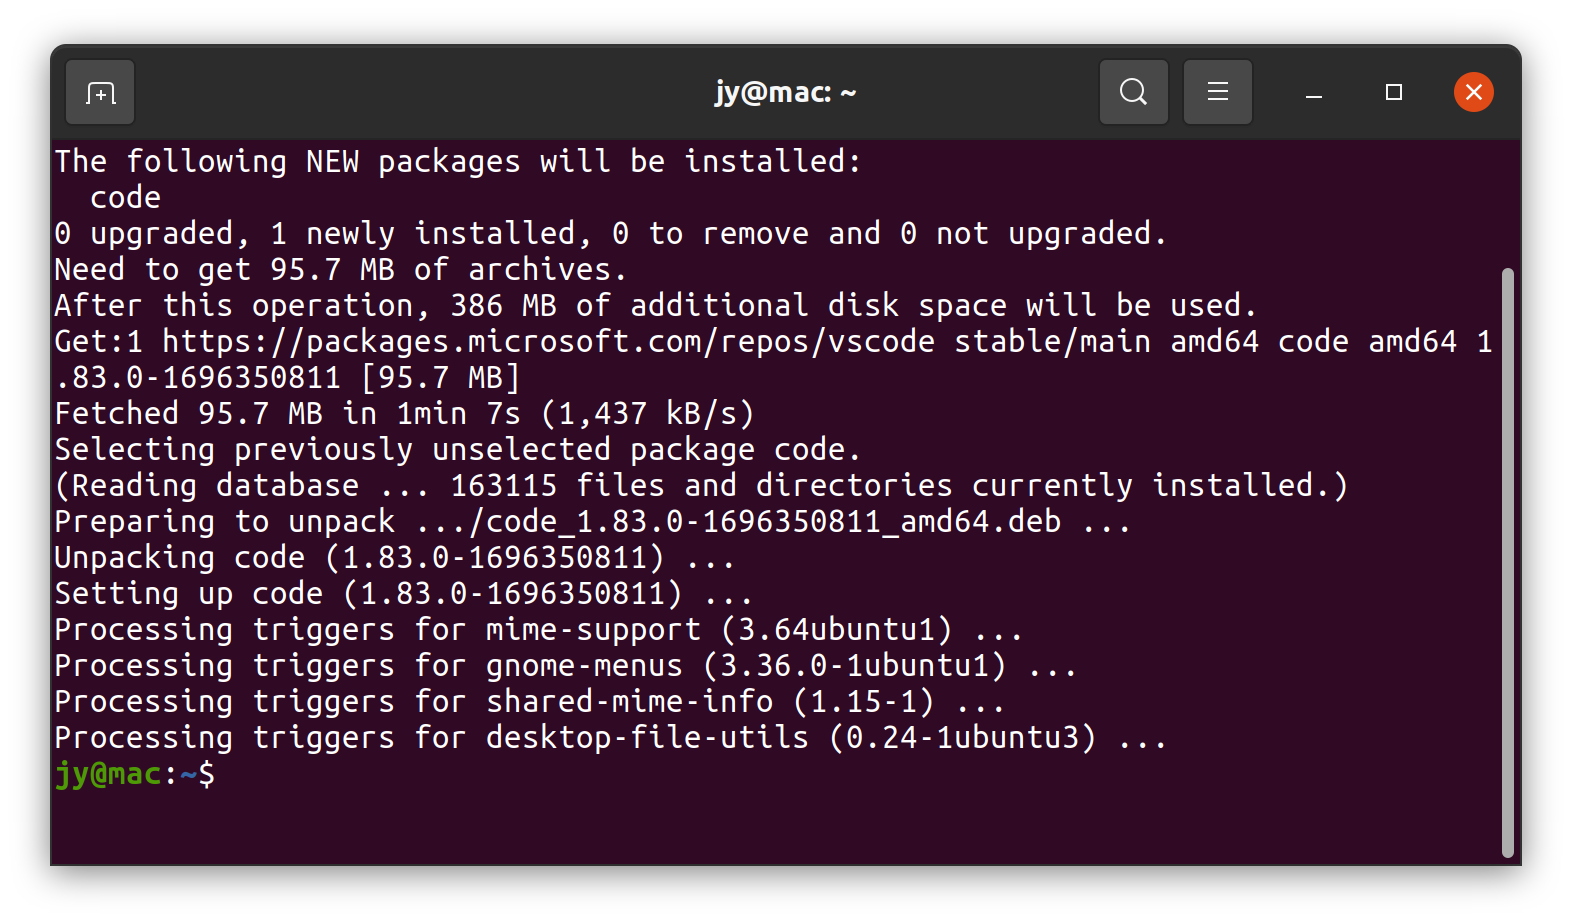 jy@mac: ~
The following NEW packages will be installed:
  code
0 upgraded, 1 newly installed, 0 to remove and 0 not upgraded.
Need to get 95.7 MB of archives.
After this operation, 386 MB of additional disk space will be used.
Get:1 https://packages.microsoft.com/repos/vscode stable/main amd64 code amd64 1
.83.0-1696350811 [95.7 MB]
Fetched 95.7 MB in 1min 7s (1,437 kB/s)
Selecting previously unselected package code.
(Reading database ... 163115 files and directories currently installed.)
Preparing to unpack .../code_1.83.0-1696350811_amd64.deb ...
Unpacking code (1.83.0-1696350811) ...
Setting up code (1.83.0-1696350811) ...
Processing triggers for mime-support (3.64ubuntu1) ...
Processing triggers for gnome-menus (3.36.0-1ubuntu1) ...
Processing triggers for shared-mime-info (1.15-1) ...
Processing triggers for desktop-file-utils (0.24-1ubuntu3) ...
jy@mac:~$